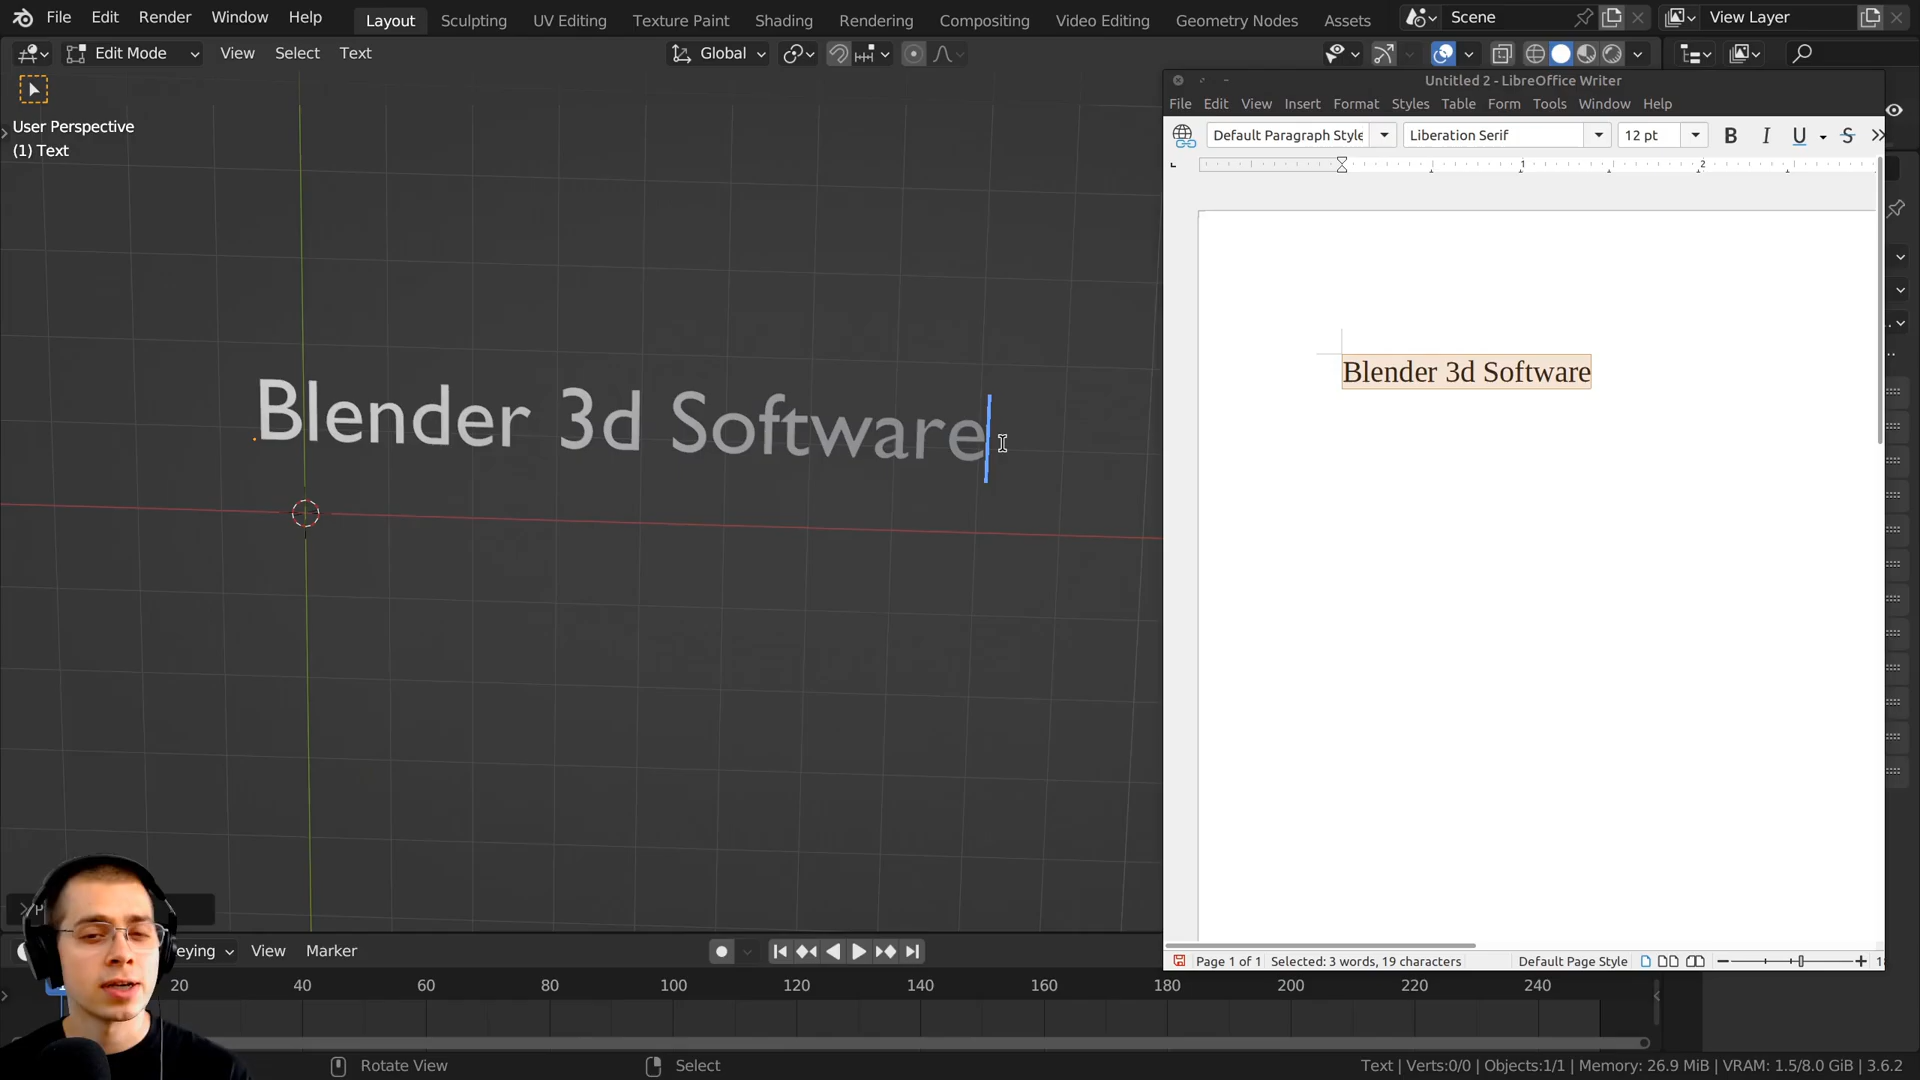 File Edit Render Window Help Layout Sculpting UV Editing Texture Paint Shading Rendering Compositing Video Editing Geometry Nodes Assets Scene View Layer
Edit Mode View Select Text Global
User Perspective
(1) Text
Blender 3d Software
Untitled 2 - LibreOffice Writer
File Edit View Insert Format Styles Table Form Tools Window Help
Default Paragraph Style Liberation Serif 12 pt B I U S
1 2
Blender 3d Software
Page 1 of 1 Selected: 3 words, 19 characters Default Page Style
eying View Marker
20 40 60 80 100 120 140 160 180 200 220 240
Rotate View Select Text | Verts:0/0 | Objects:1/1 | Memory: 26.9 MiB | VRAM: 1.5/8.0 GiB | 3.6.2